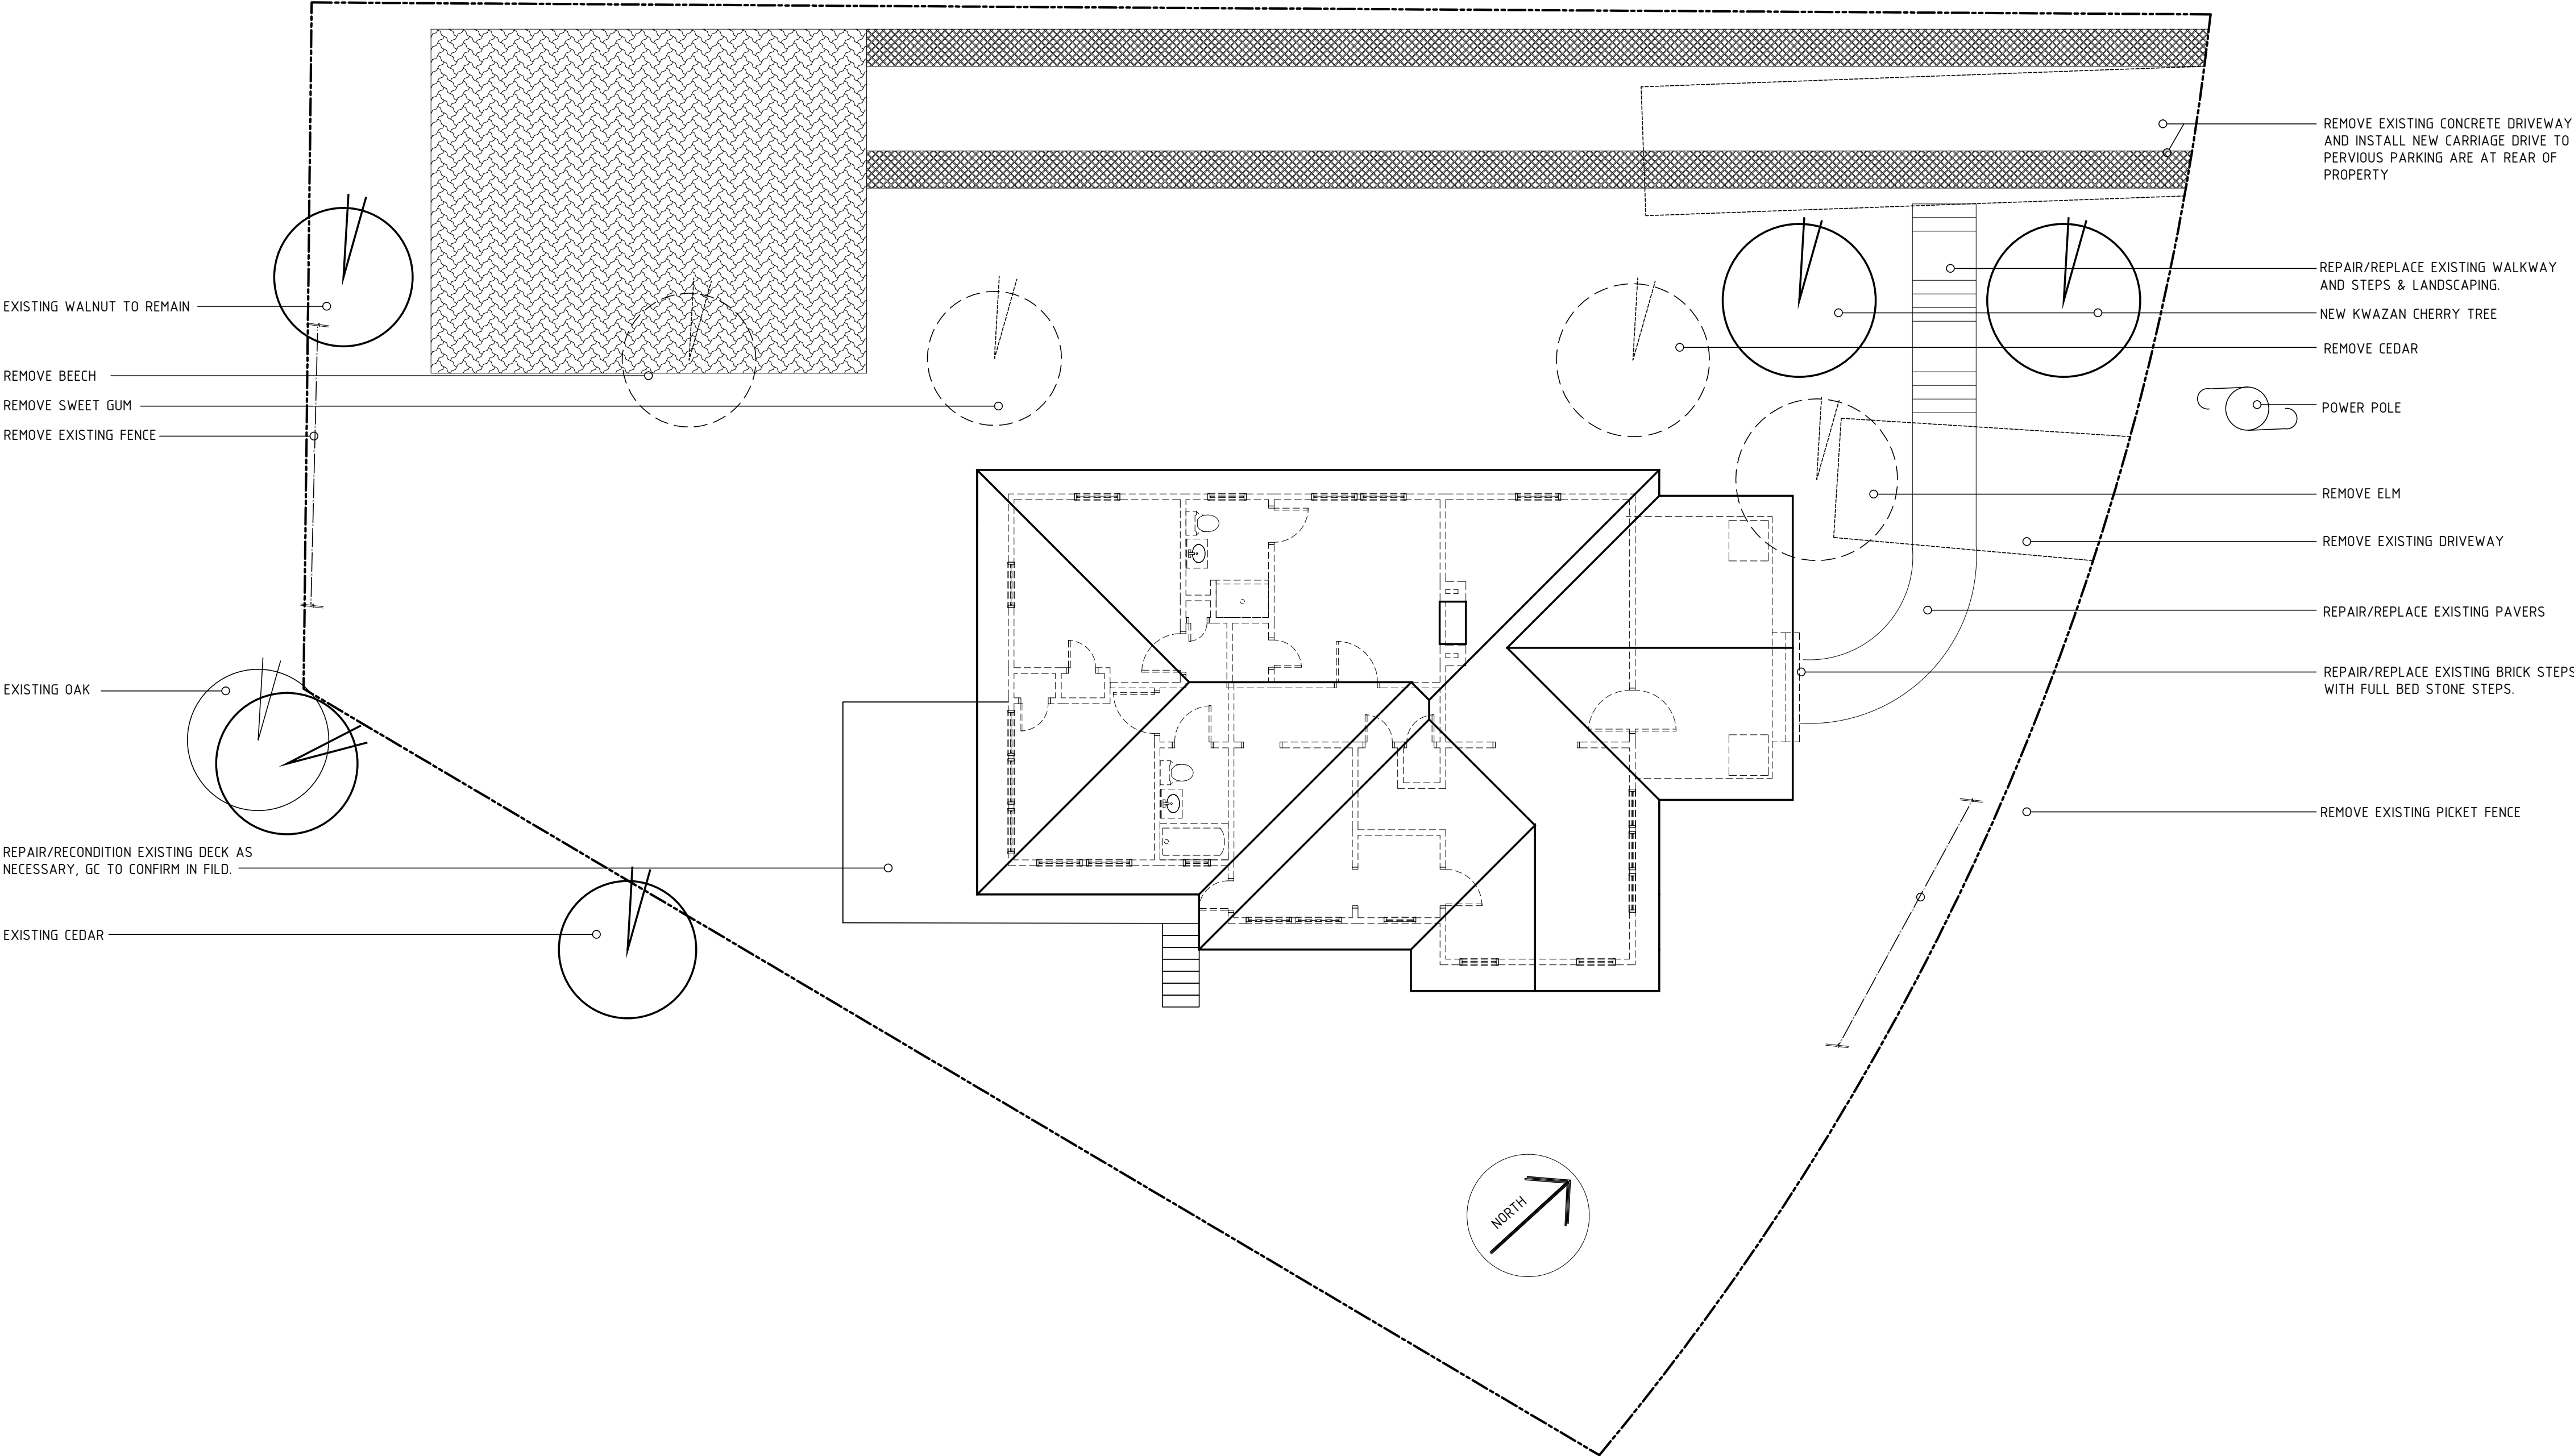 REMOVE EXISTING CONCRETE DRIVEWAY
AND INSTALL NEW CARRIAGE DRIVE TO
PERVIOUS PARKING ARE AT REAR OF
PROPERTY
REPAIR/REPLACE EXISTING WALKWAY
AND STEPS & LANDSCAPING.
NEW KWAZAN CHERRY TREE
REMOVE CEDAR
POWER POLE
REMOVE ELM
REMOVE EXISTING DRIVEWAY
REPAIR/REPLACE EXISTING PAVERS
REPAIR/REPLACE EXISTING BRICK STEPS
WITH FULL BED STONE STEPS.
REMOVE EXISTING PICKET FENCE
EXISTING WALNUT TO REMAIN
REMOVE BEECH
REMOVE SWEET GUM
REMOVE EXISTING FENCE
EXISTING OAK
REPAIR/RECONDITION EXISTING DECK AS
NECESSARY, GC TO CONFIRM IN FILD.
EXISTING CEDAR
NORTH